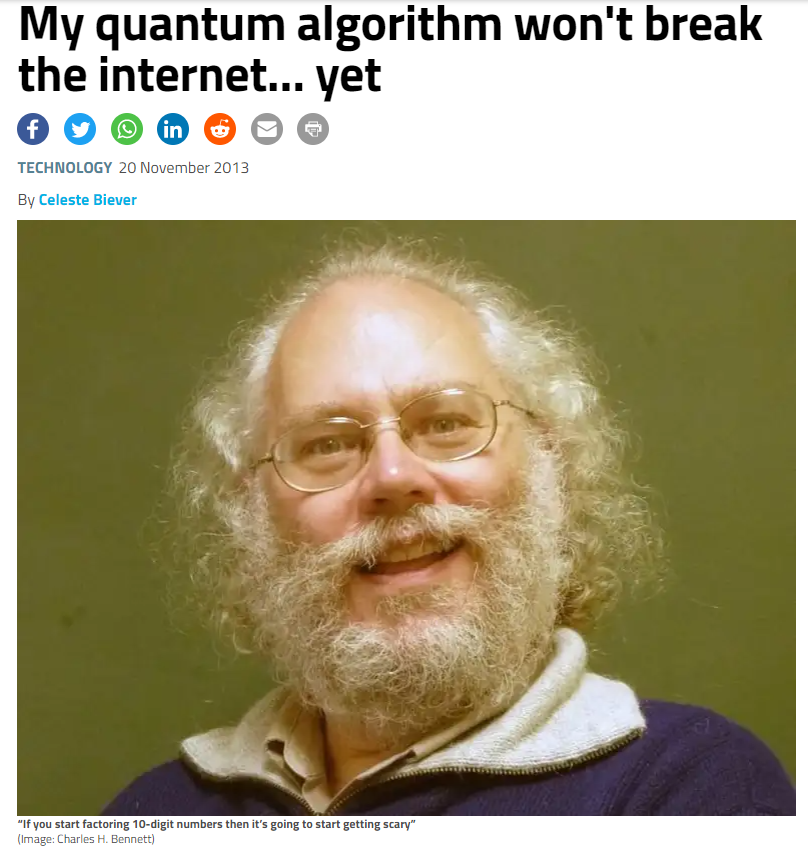 My quantum algorithm won't break
the internet... yet
TECHNOLOGY 20 November 2013
By Celeste Biever
“If you start factoring 10-digit numbers then it’s going to start getting scary”
(Image: Charles H. Bennett)